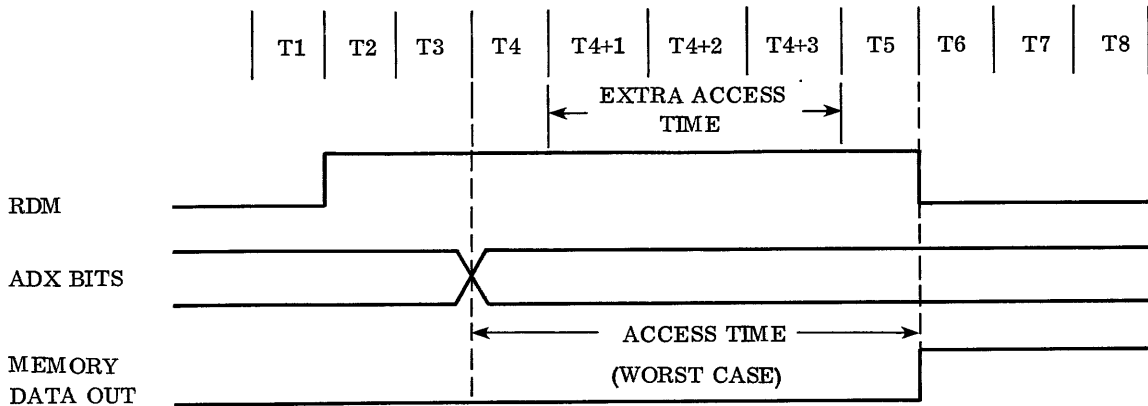 T1 T2 T3 T4 T4+1 T4+2 T4+3 T5 T6 T7 T8
EXTRA ACCESS
TIME
RDM
ADX BITS
ACCESS TIME
(WORST CASE)
MEMORY
DATA OUT